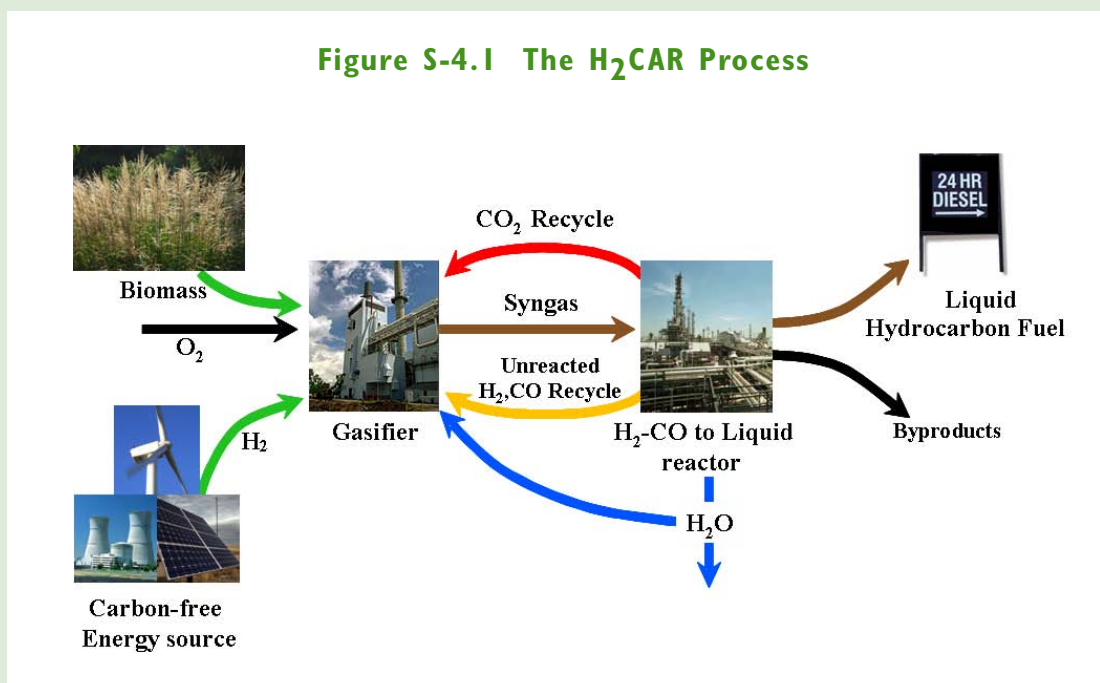 Figure S-4.1 The H₂CAR Process
CO₂ Recycle
24 HR
DIESEL
Biomass
Syngas
Liquid
Hydrocarbon Fuel
O₂
Unreacted
H₂,CO Recycle
H₂
Gasifier
H₂-CO to Liquid
reactor
Byproducts
H₂O
Carbon-free
Energy source